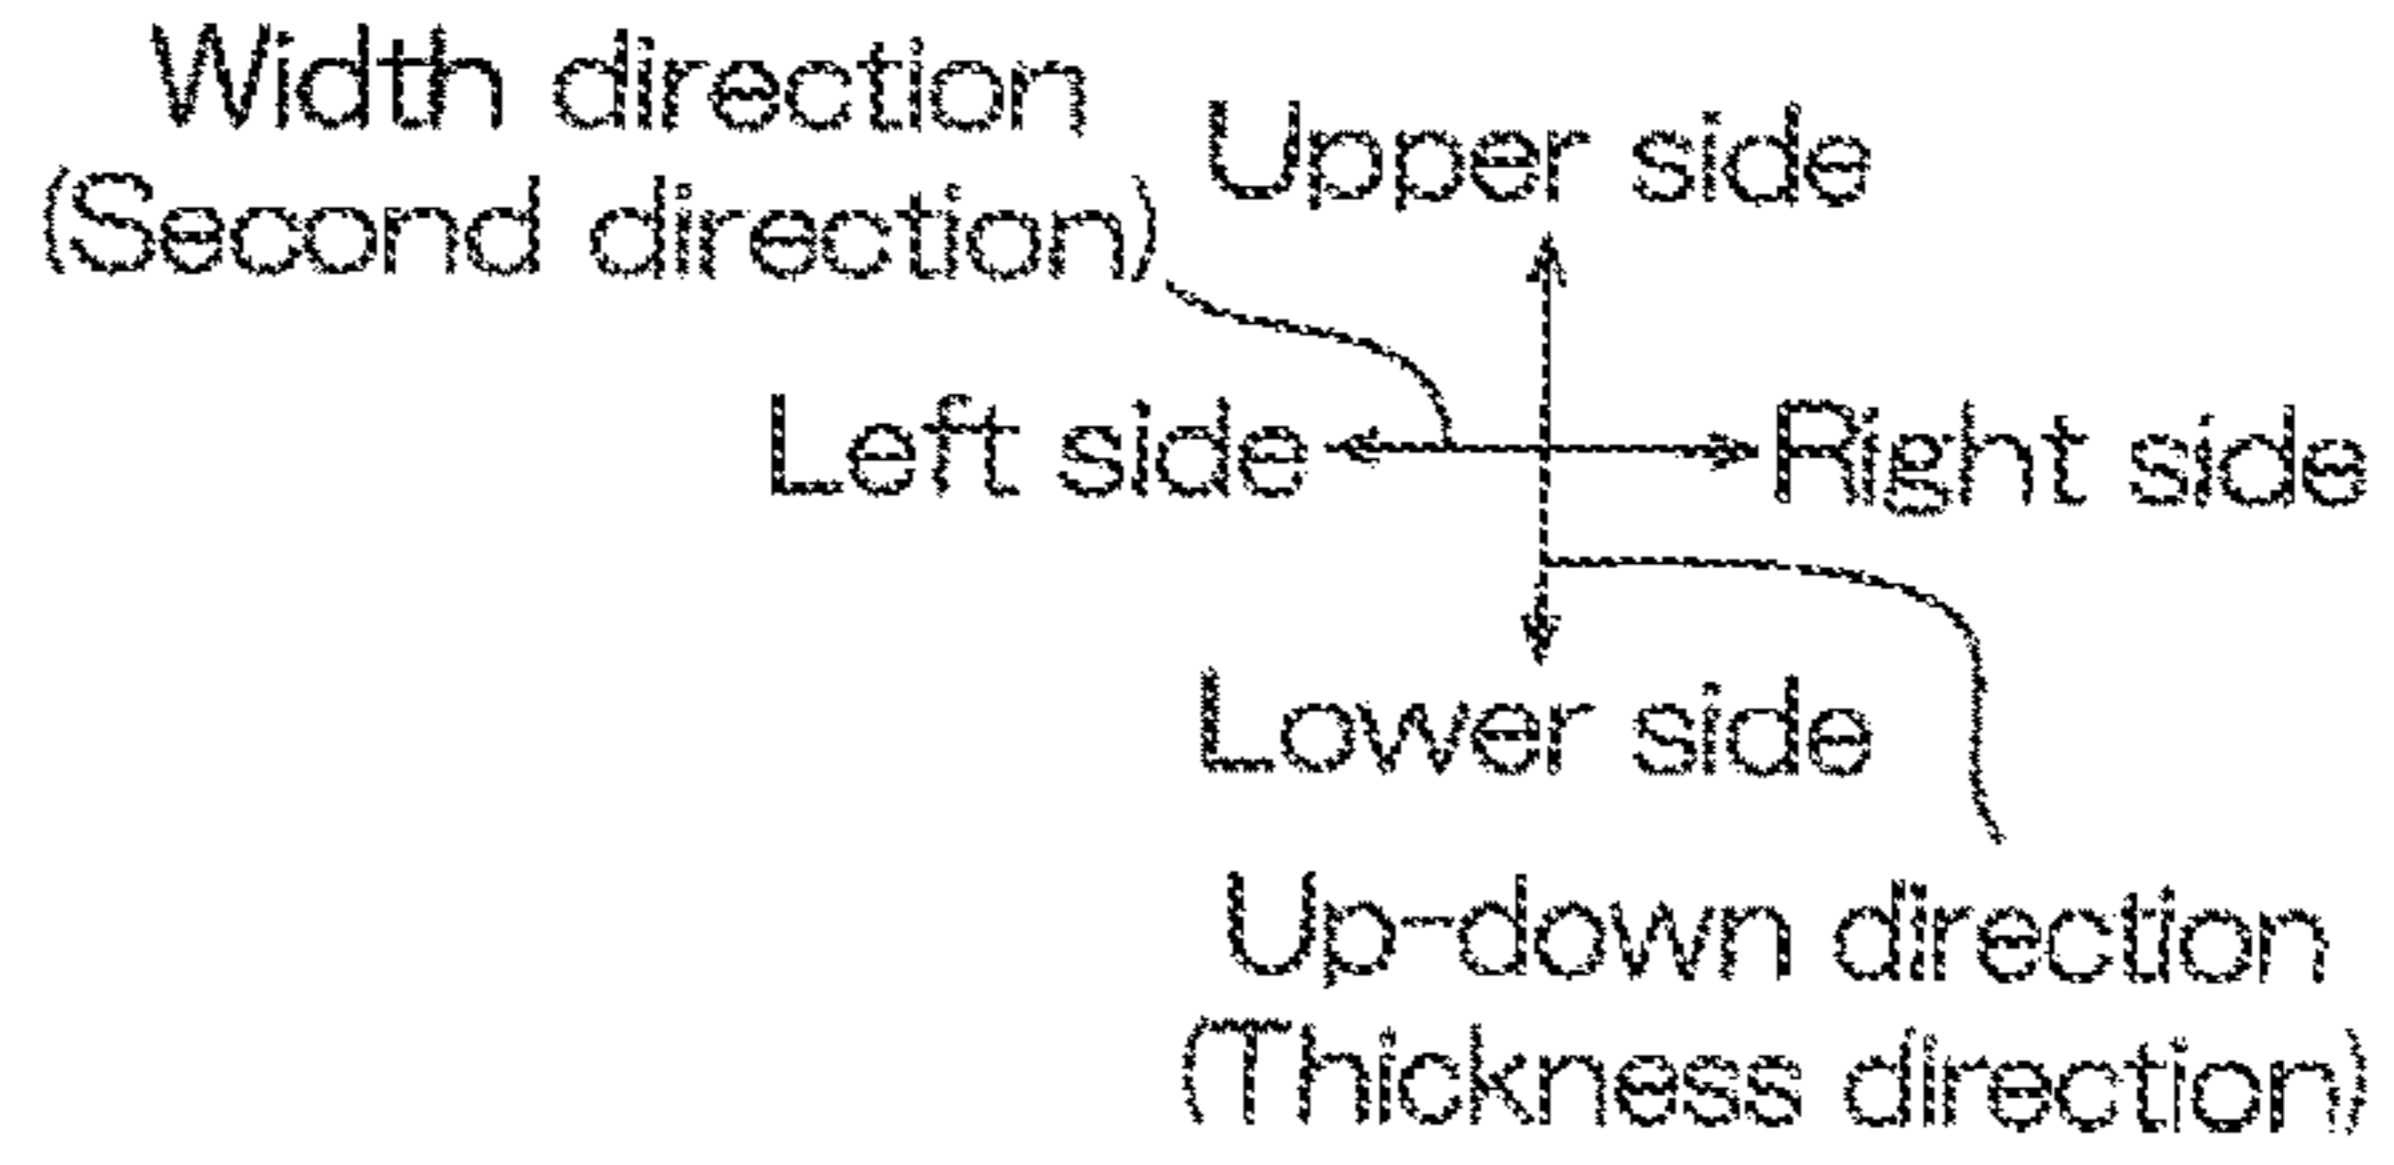 Width direction
(Second direction)
Upper side
Left side
Right side
Lower side
Up-down direction
(Thickness direction)